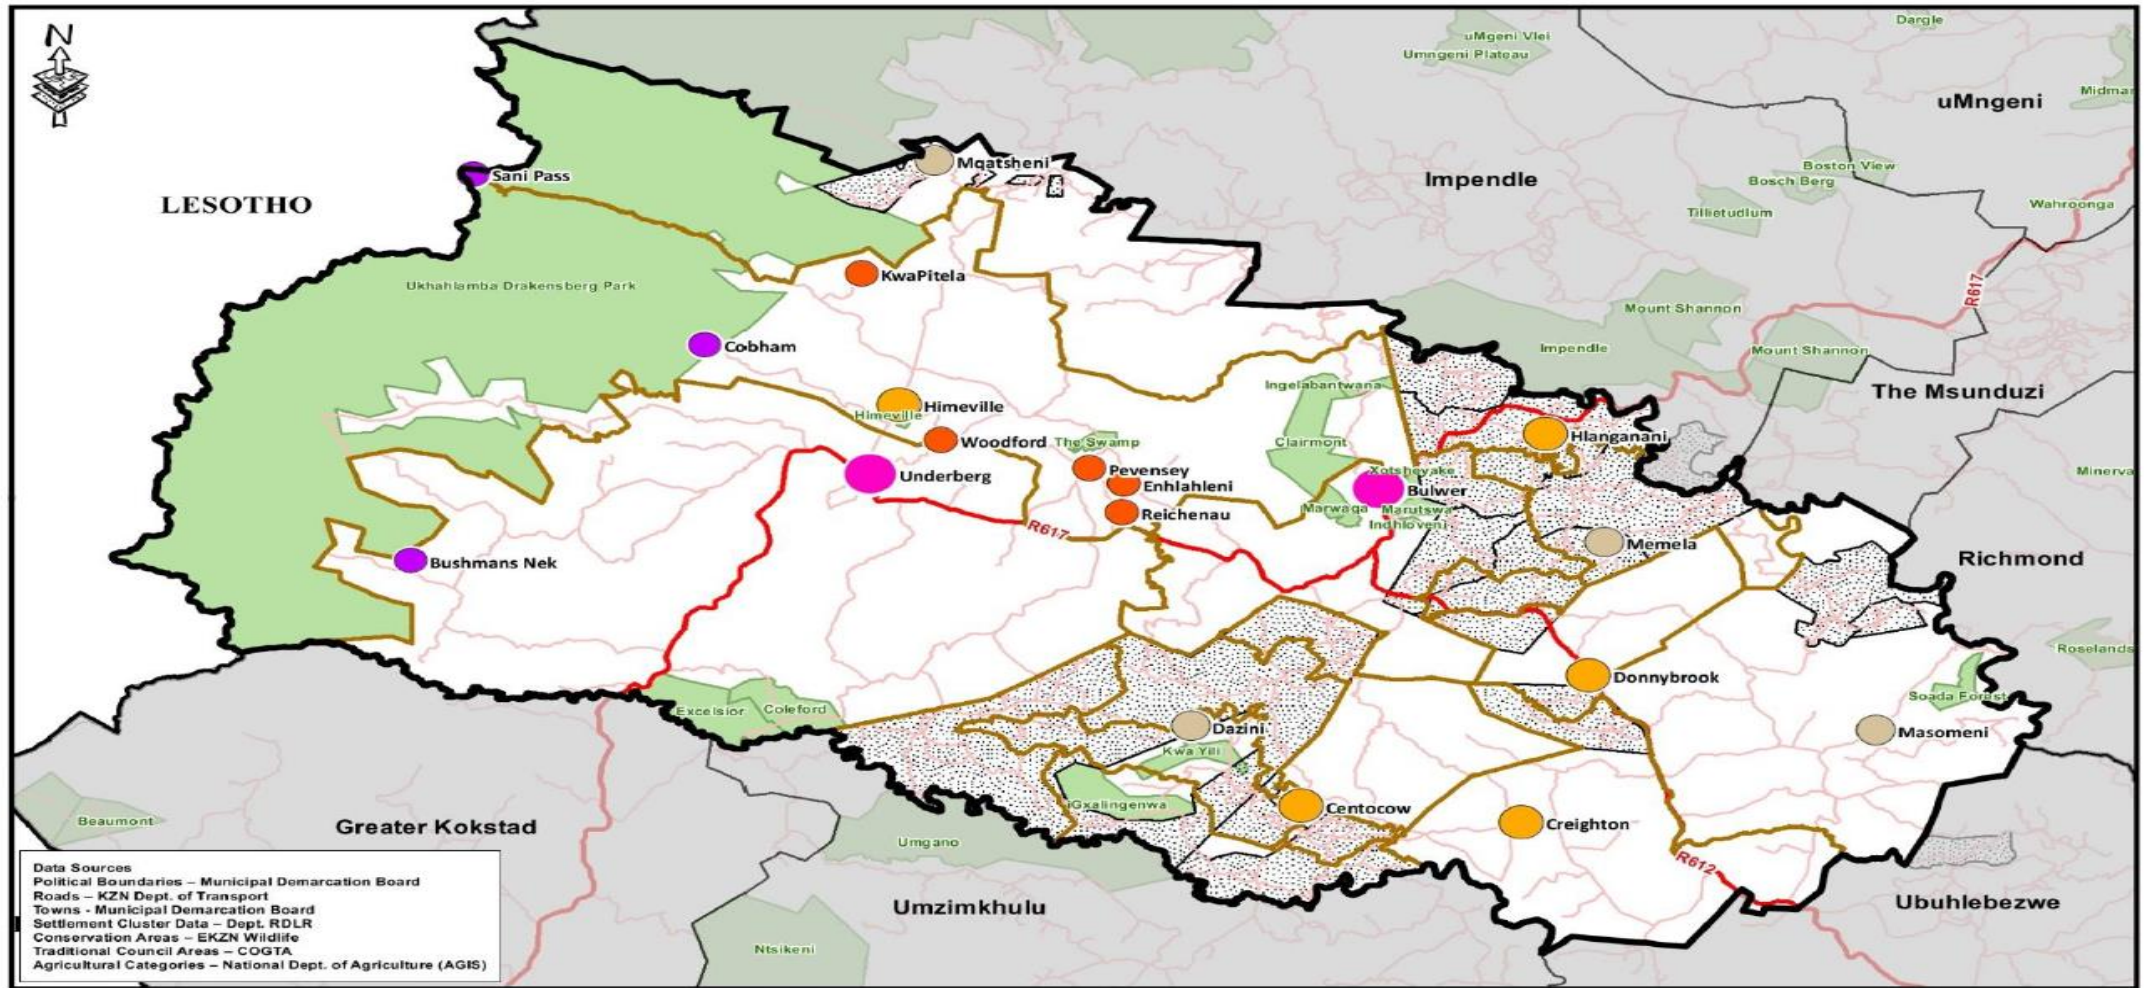 N
Dargle
uMgeni Vlei
Umngeni Plateau
Midmar
uMngeni
Mqatsheni
Sani Pass
LESOTHO
Impendle
Boston View
Bosch Berg
Tillietudlum
Wahroonga
KwaPitela
Ukhahlamba Drakensberg Park
R617
Mount Shannon
Cobham
Impendle
Mount Shannon
Ingelabantwana
The Msunduzi
Himeville
Himeville
Woodford
The Swamp
Clairmont
Hlanganani
Underberg
Pevensey
Enhlahleni
Xotsheyake
Bulwer
Minerva
Reichenau
Marwaga
Marutswa
Indhloveni
R617
Memela
Bushmans Nek
Richmond
Roselands
Donnybrook
Soada Forest
Excelsior
Coleford
Dazini
Masomeni
Kwa Yili
iGxalingenwa
Centocow
Creighton
Beaumont
Greater Kokstad
Umgano
R612
Umzimkhulu
Ubuhlebezwe
Ntsikeni
Data Sources
Political Boundaries – Municipal Demarcation Board
Roads – KZN Dept. of Transport
Towns - Municipal Demarcation Board
Settlement Cluster Data – Dept. RDLR
Conservation Areas – EKZN Wildlife
Traditional Council Areas – COGTA
Agricultural Categories – National Dept. of Agriculture (AGIS)